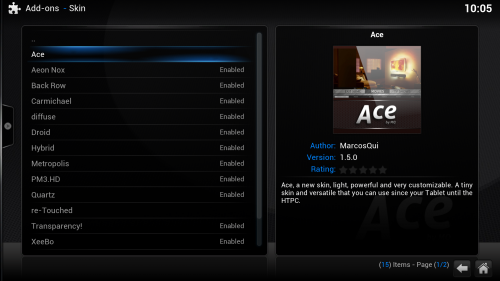 Add-ons - Skin
10:05
..
Ace
Aeon Nox Enabled
Back Row Enabled
Carmichael Enabled
diffuse Enabled
Droid Enabled
Hybrid Enabled
Metropolis Enabled
PM3.HD Enabled
Quartz Enabled
re-Touched
Transparency! Enabled
XeeBo Enabled
Ace
Ace
Author: MarcosQui
Version: 1.5.0
Rating:
Ace, a new skin, light, powerful and very customizable. A tiny
skin and versatile that you can use since your Tablet until the
HTPC.
(15) Items - Page (1/2)